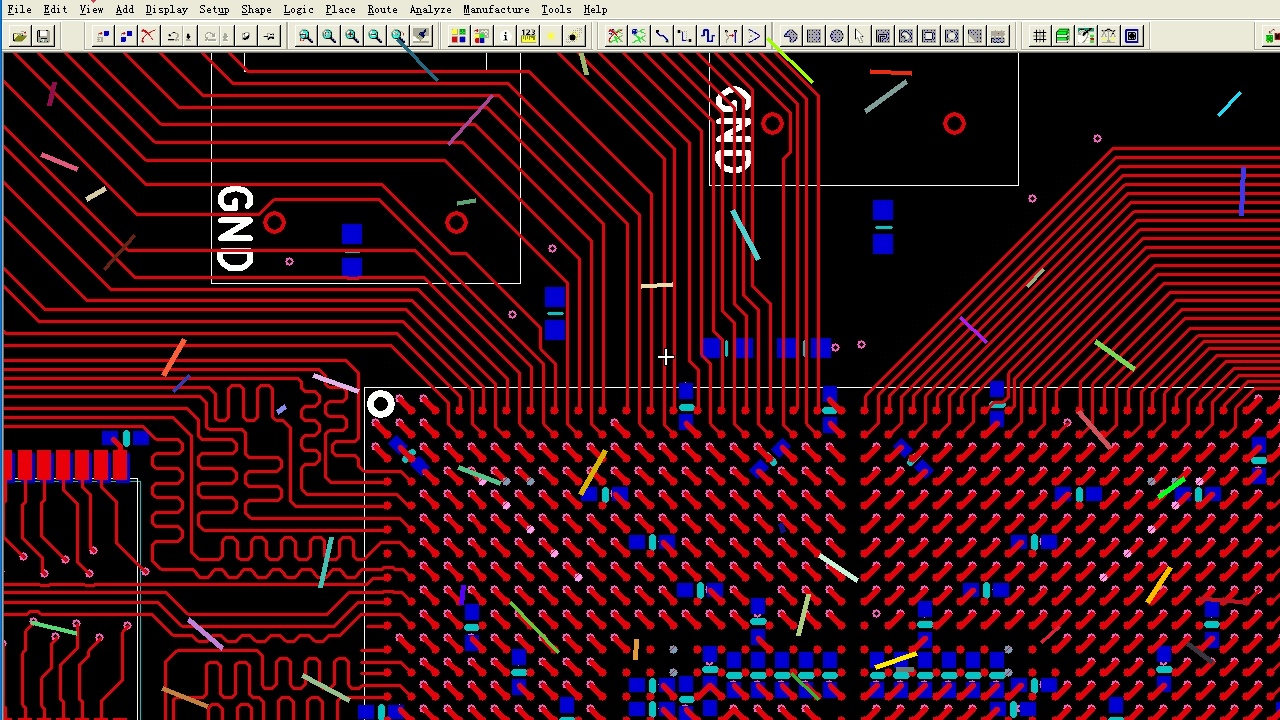 File Edit View Add Display Setup Shape Logic Place Route Analyze Manufacture Tools Help
GND
GND